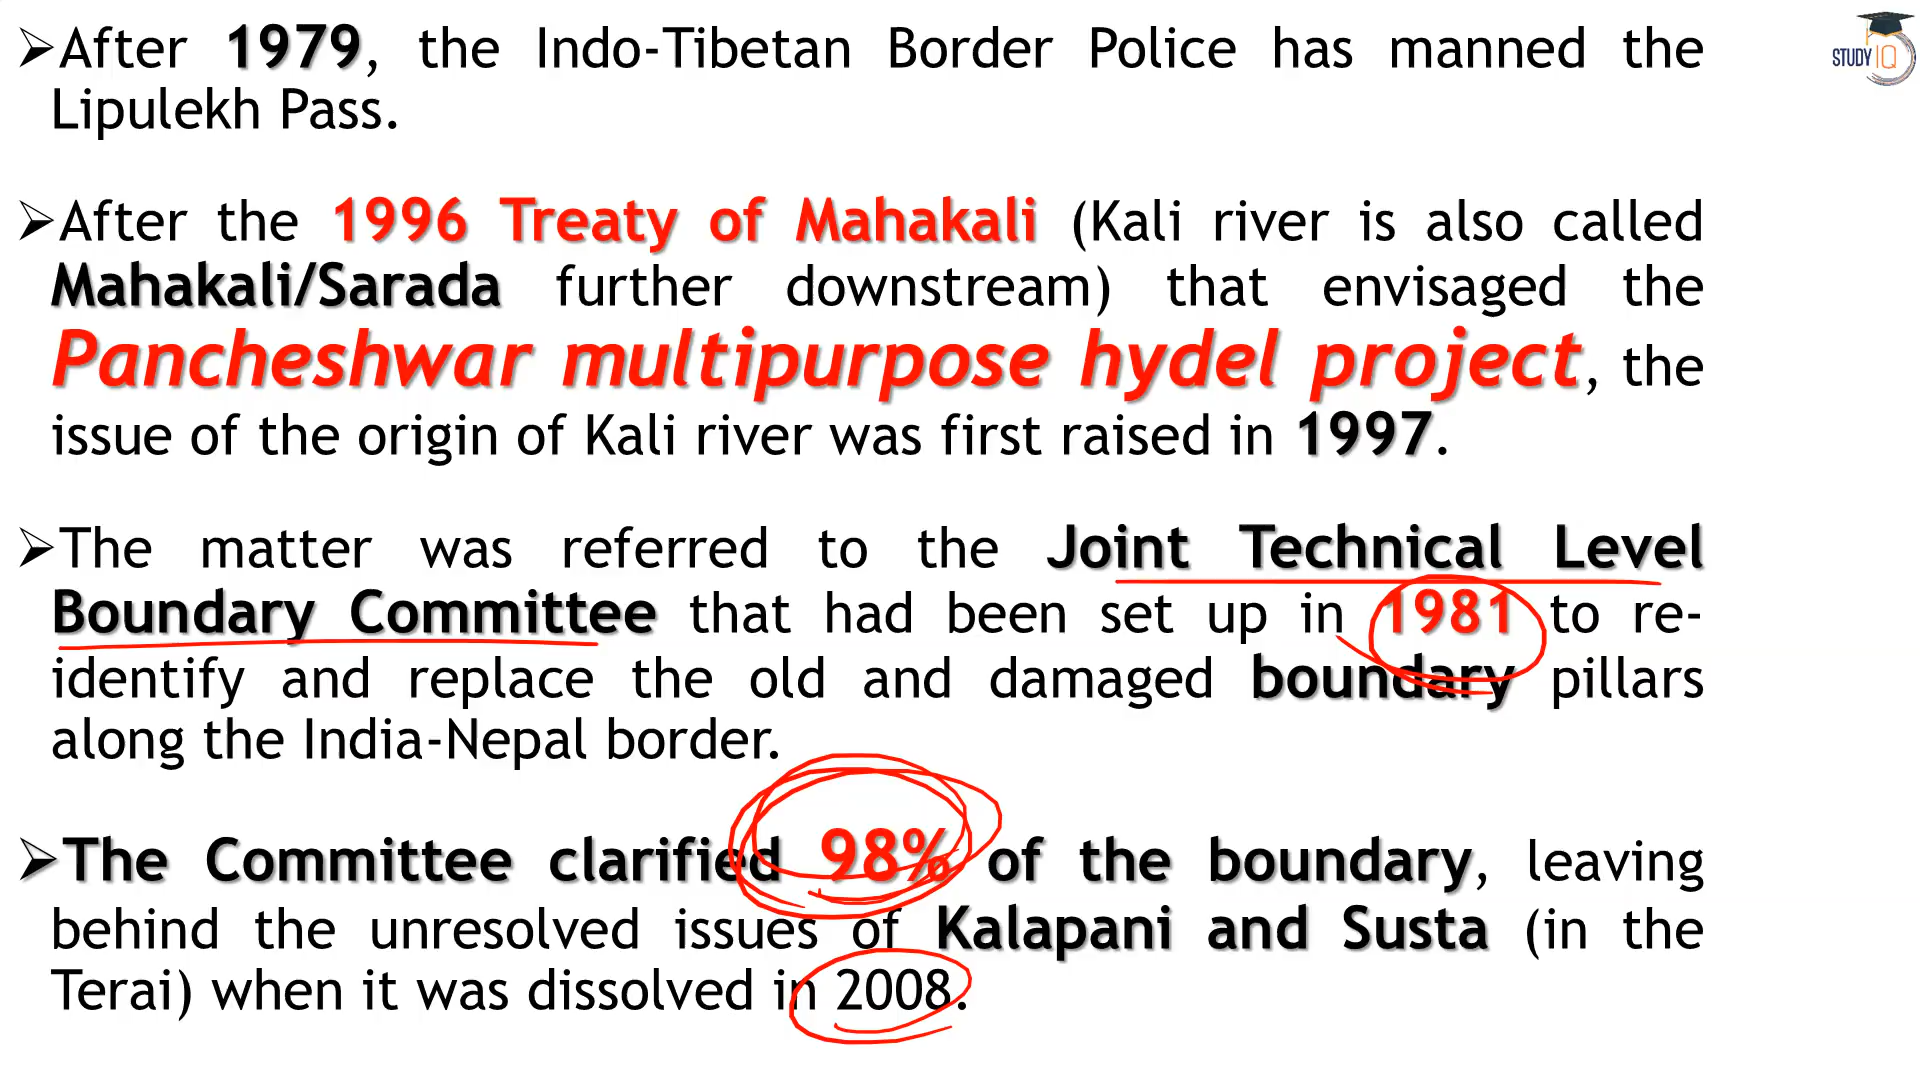 ➢After 1979, the Indo-Tibetan Border Police has manned the
Lipulekh Pass.
➢After the 1996 Treaty of Mahakali (Kali river is also called
Mahakali/Sarada further downstream) that envisaged the
Pancheshwar multipurpose hydel project, the
issue of the origin of Kali river was first raised in 1997.
➢The matter was referred to the Joint Technical Level
Boundary Committee that had been set up in 1981 to re-
identify and replace the old and damaged boundary pillars
along the India-Nepal border.
➢The Committee clarified 98% of the boundary, leaving
behind the unresolved issues of Kalapani and Susta (in the
Terai) when it was dissolved in 2008.
STUDY IQ